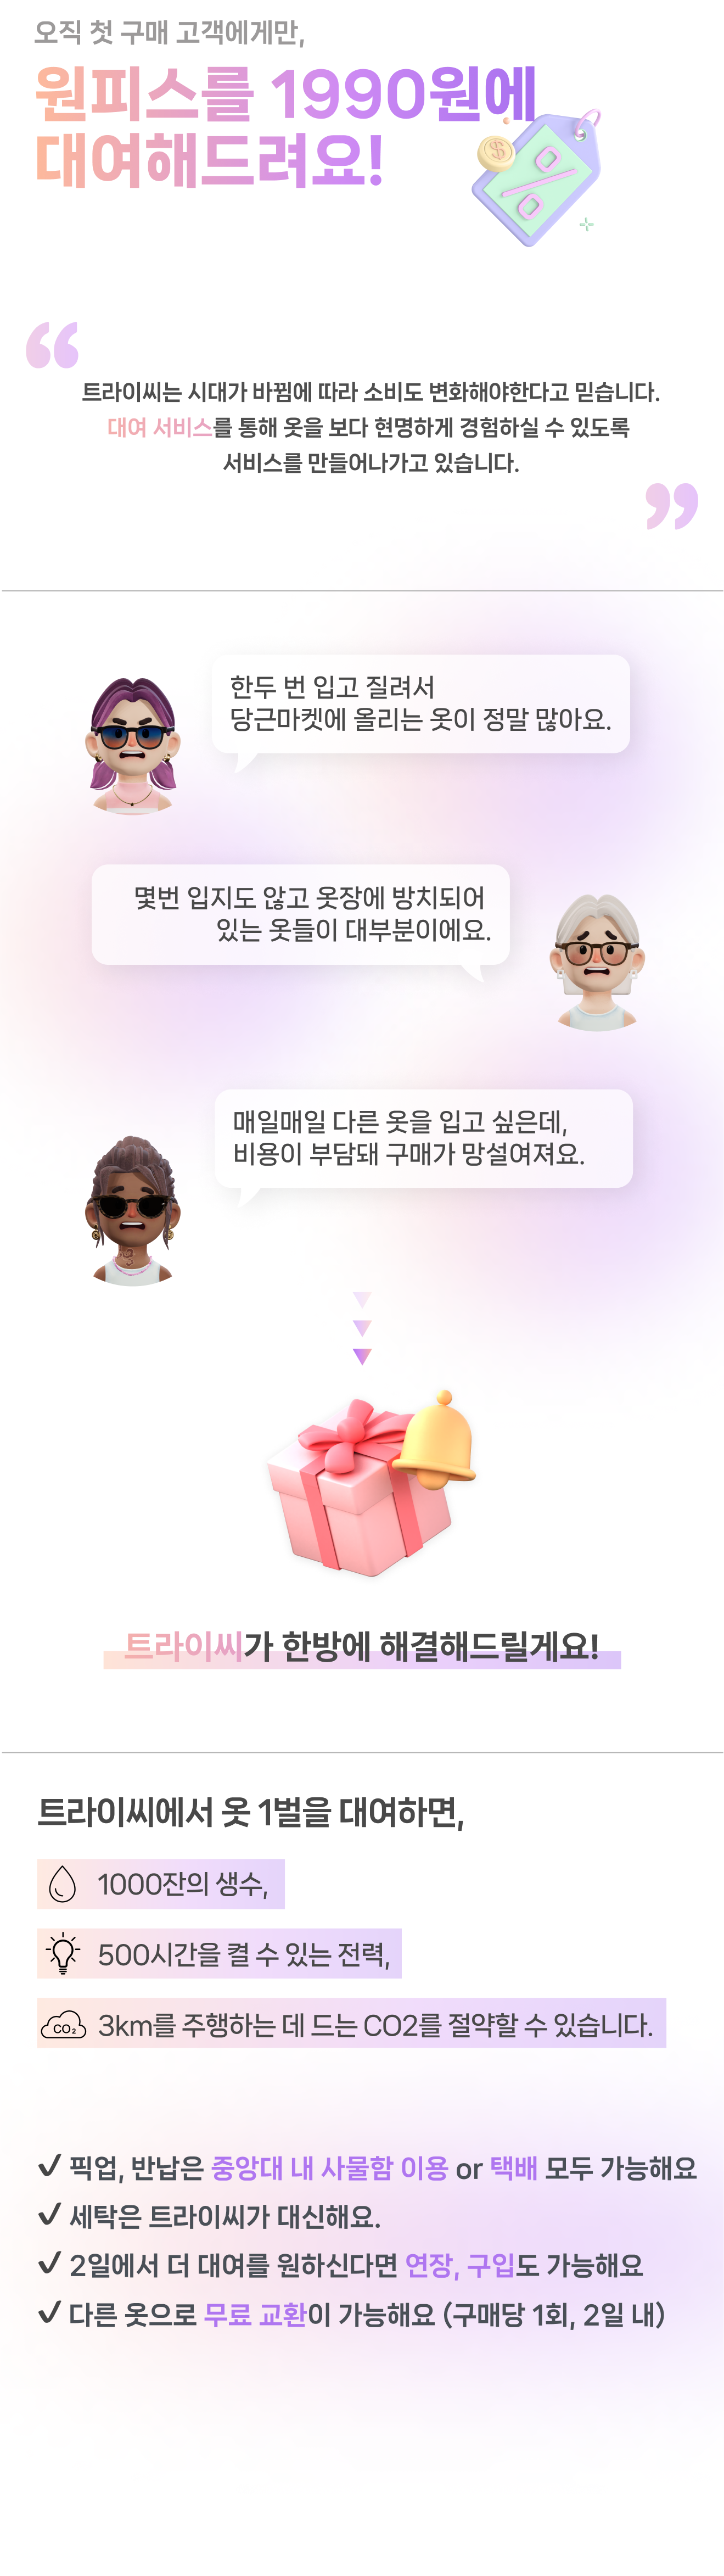 오직 첫 구매 고객에게만,
원피스를 1990원에
대여해드려요!
$
%
“
트라이씨는 시대가 바뀜에 따라 소비도 변화해야한다고 믿습니다.
대여 서비스를 통해 옷을 보다 현명하게 경험하실 수 있도록
서비스를 만들어나가고 있습니다.
”
한두 번 입고 질려서
당근마켓에 올리는 옷이 정말 많아요.
몇번 입지도 않고 옷장에 방치되어
있는 옷들이 대부분이에요.
매일매일 다른 옷을 입고 싶은데,
비용이 부담돼 구매가 망설여져요.
트라이씨가 한방에 해결해드릴게요!
트라이씨에서 옷 1벌을 대여하면,
1000잔의 생수,
500시간을 켤 수 있는 전력,
CO₂ 3km를 주행하는 데 드는 CO2를 절약할 수 있습니다.
✔ 픽업, 반납은 중앙대 내 사물함 이용 or 택배 모두 가능해요
✔ 세탁은 트라이씨가 대신해요.
✔ 2일에서 더 대여를 원하신다면 연장, 구입도 가능해요
✔ 다른 옷으로 무료 교환이 가능해요 (구매당 1회, 2일 내)